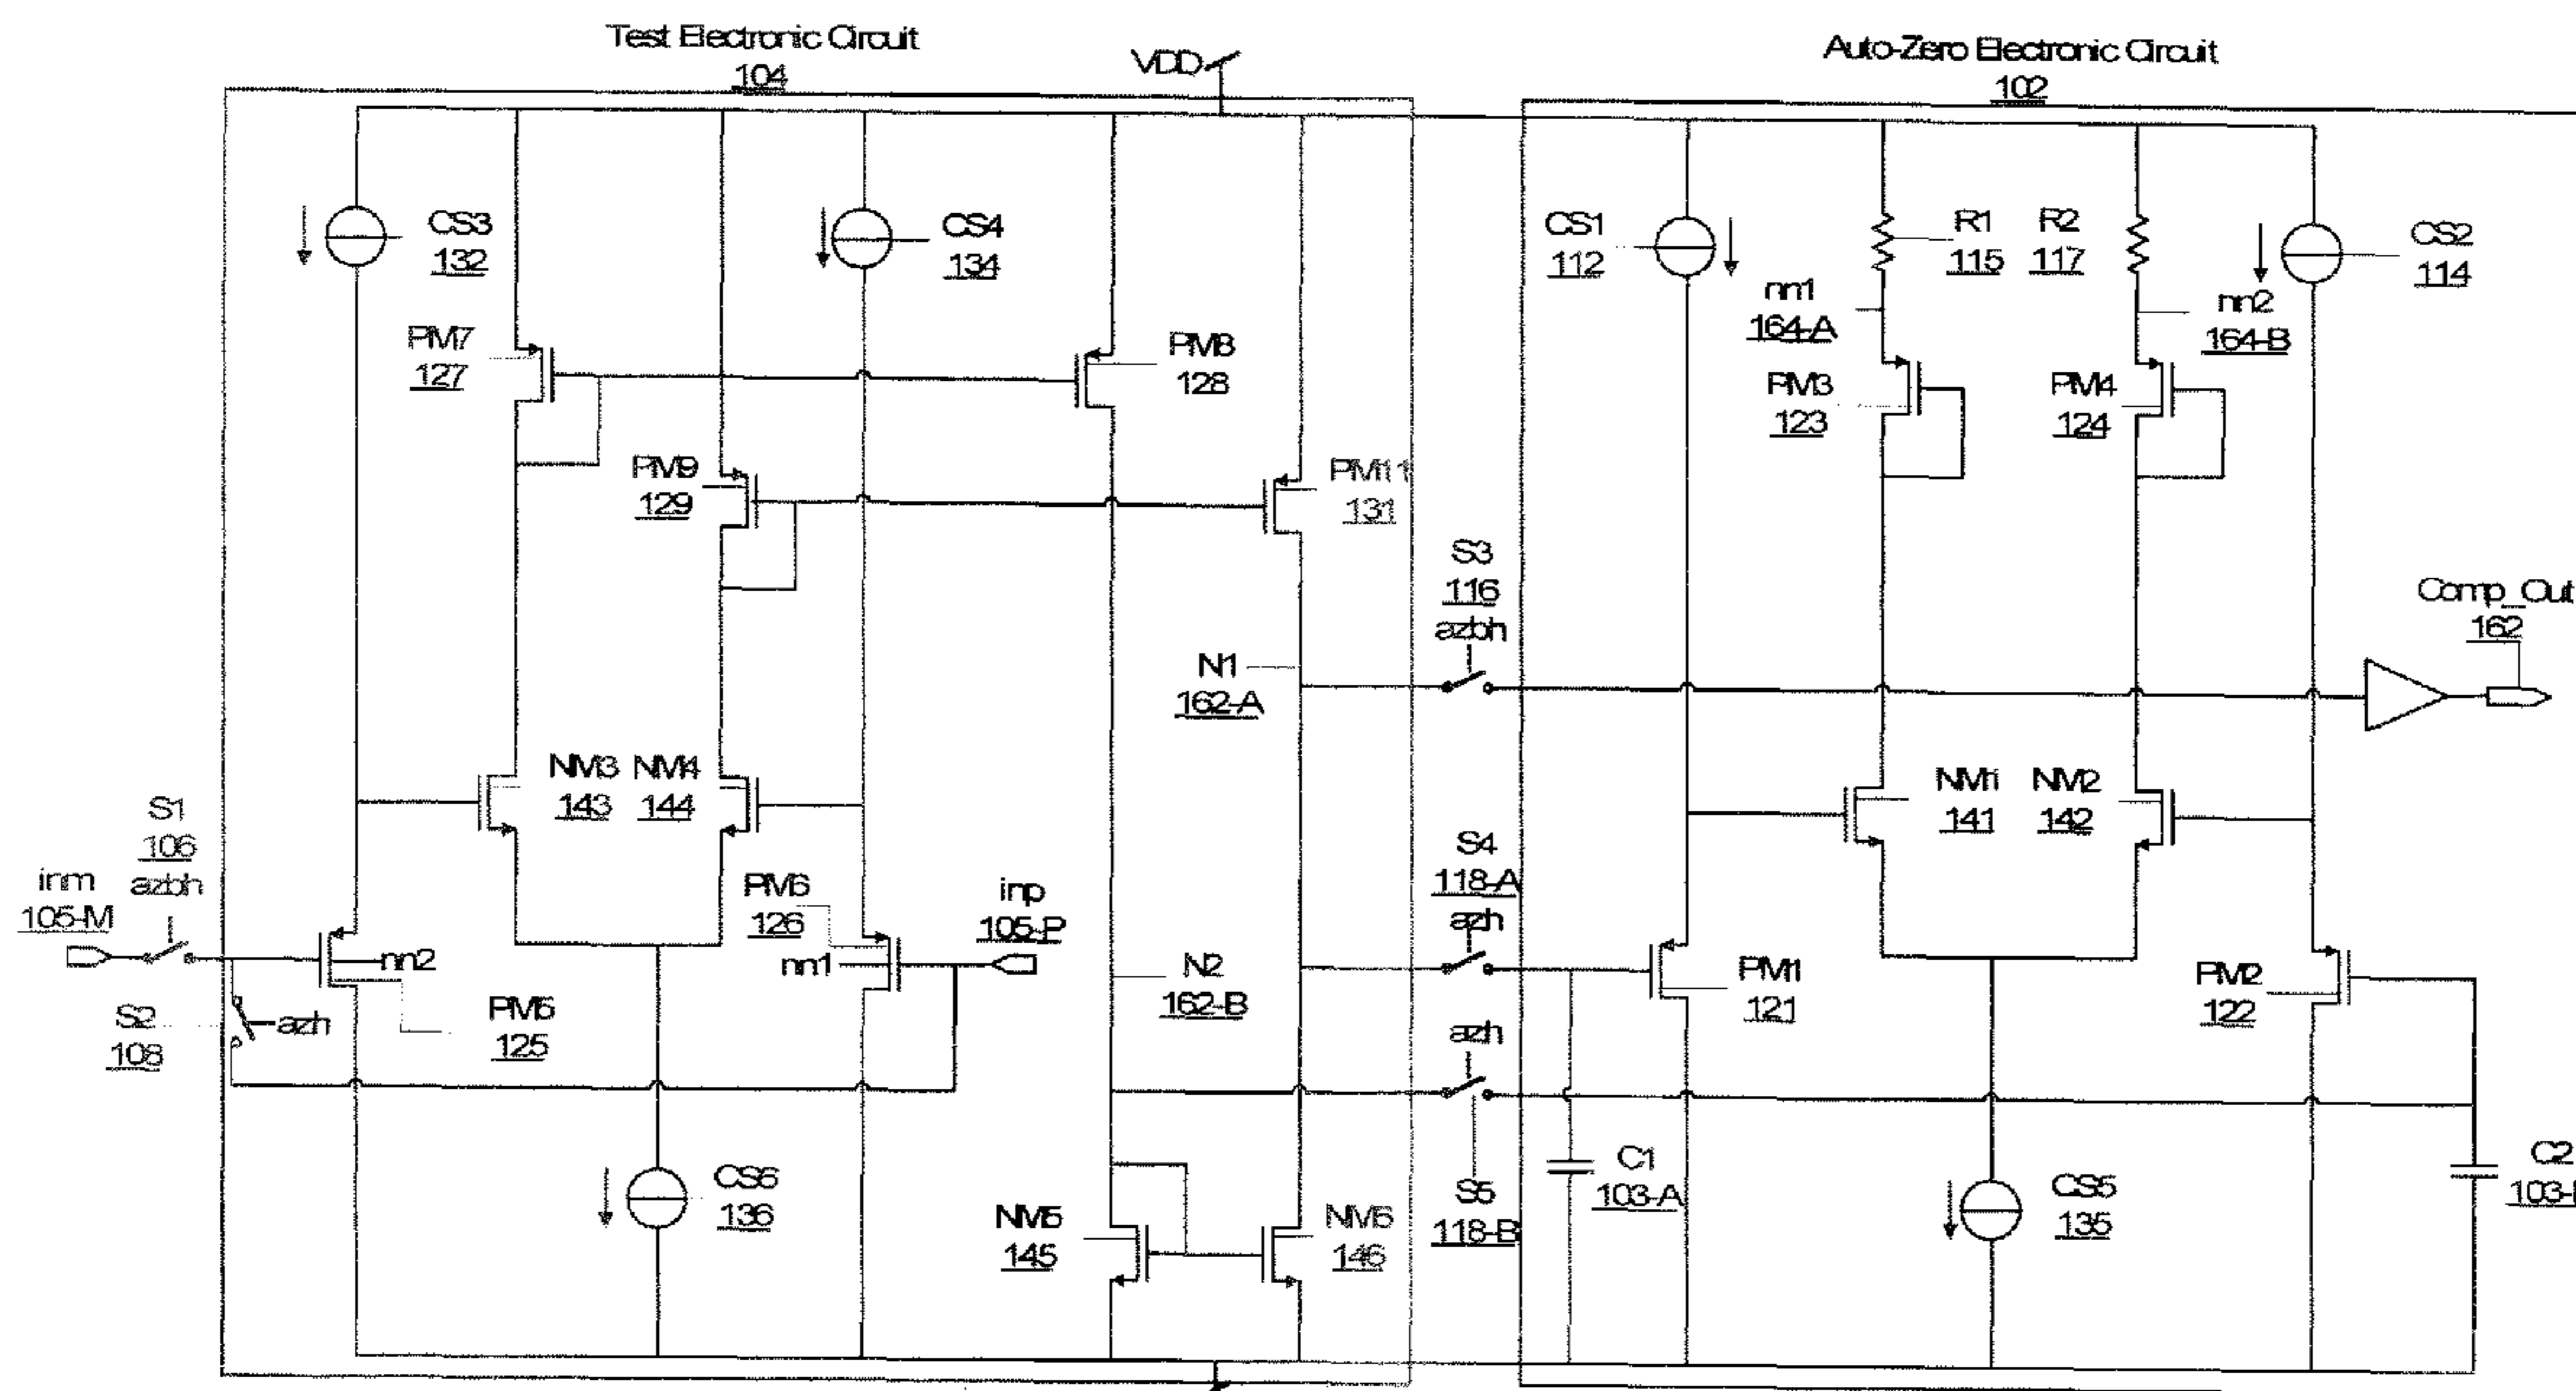 Test Electronic Circuit
104
VDD
Auto-Zero Electronic Circuit
102
CS3
132
CS4
134
CS1
112
R1
115
R2
117
CS2
114
nn1
164-A
nn2
164-B
PM7
127
PM8
128
PM3
123
PM4
124
PM9
129
PM11
131
S3
116
azbh
Comp_Out
162
N1
162-A
NM3
143
NM4
144
NM1
141
NM2
142
S1
106
azbh
inm
105-M
S4
118-A
azh
PM6
126
inp
105-P
nn2
nn1
N2
162-B
PM1
121
PM2
122
S2
108
azh
PM5
125
azh
CS6
136
NM5
145
NM6
146
S5
118-B
C1
103-A
CS5
135
C2